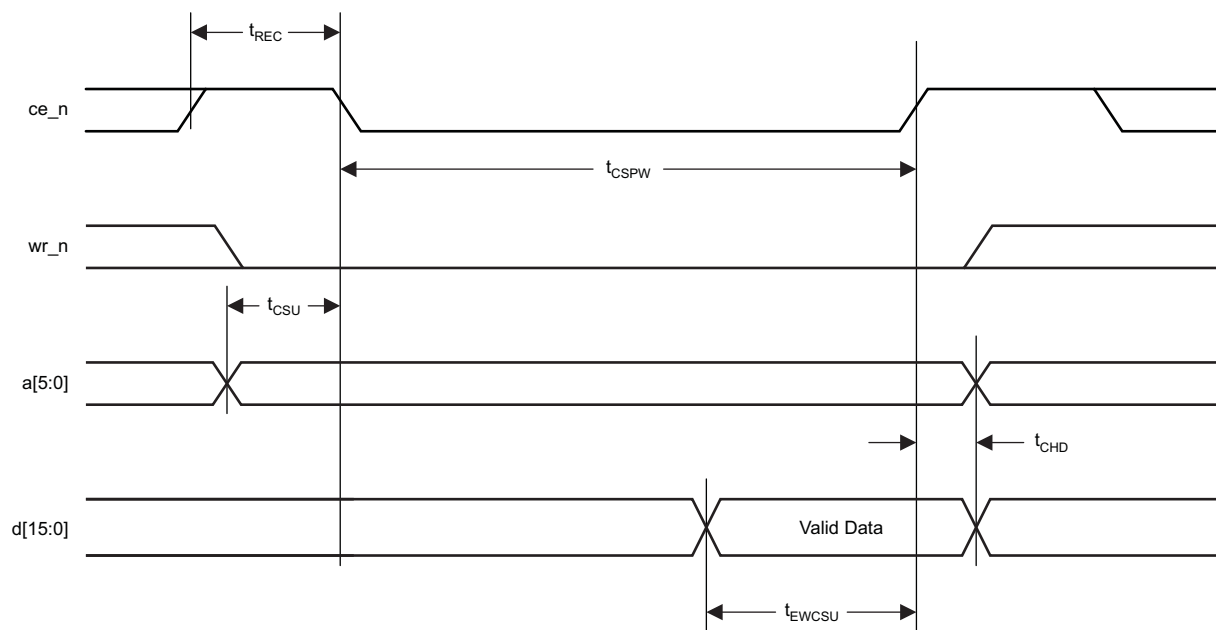 tREC
ce_n
tCSPW
wr_n
tCSU
a[5:0]
tCHD
d[15:0]
Valid Data
tEWCSU